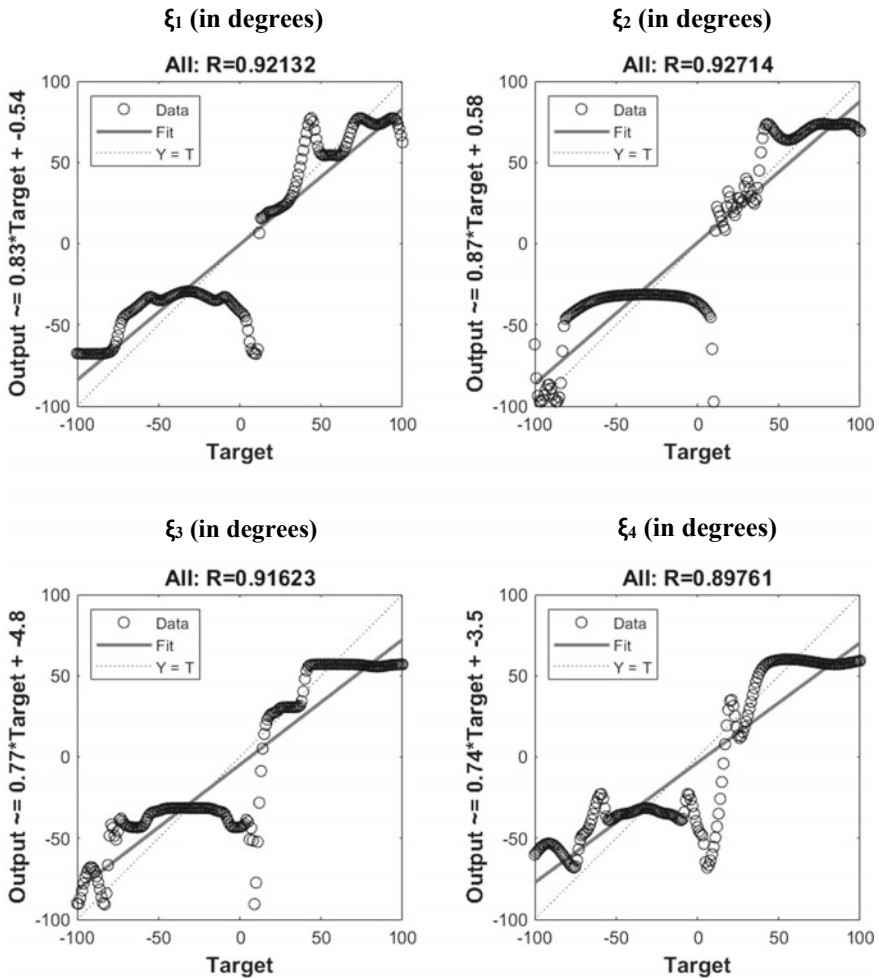 ξ₁ (in degrees)
All: R=0.92132
Output ~= 0.83*Target + -0.54
100
50
0
-50
-100
Data
Fit
Y = T
-100
-50
0
50
100
Target
ξ₂ (in degrees)
All: R=0.92714
Output ~= 0.87*Target + 0.58
100
50
0
-50
-100
Data
Fit
Y = T
-100
-50
0
50
100
Target
ξ₃ (in degrees)
All: R=0.91623
Output ~= 0.77*Target + -4.8
100
50
0
-50
-100
Data
Fit
Y = T
-100
-50
0
50
100
Target
ξ₄ (in degrees)
All: R=0.89761
Output ~= 0.74*Target + -3.5
100
50
0
-50
-100
Data
Fit
Y = T
-100
-50
0
50
100
Target